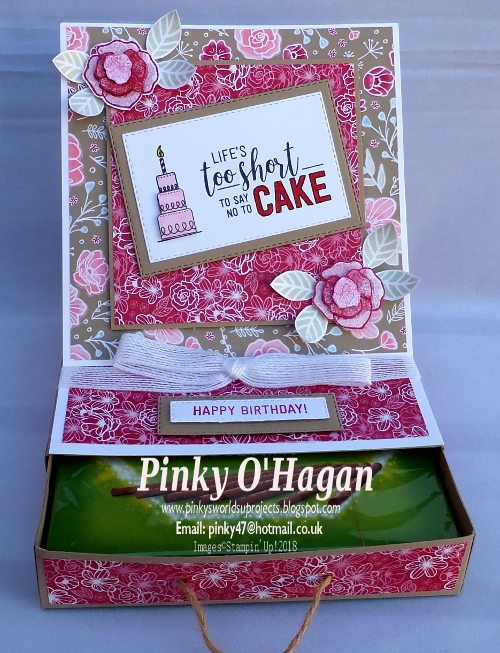 LIFE'S
too short
TO SAY
NO TO CAKE
HAPPY BIRTHDAY!
Pinky O'Hagan
www.pinkysworldsuprojects.blogspot.com
Email: pinky47@hotmail.co.uk
Images©Stampin' Up!2018